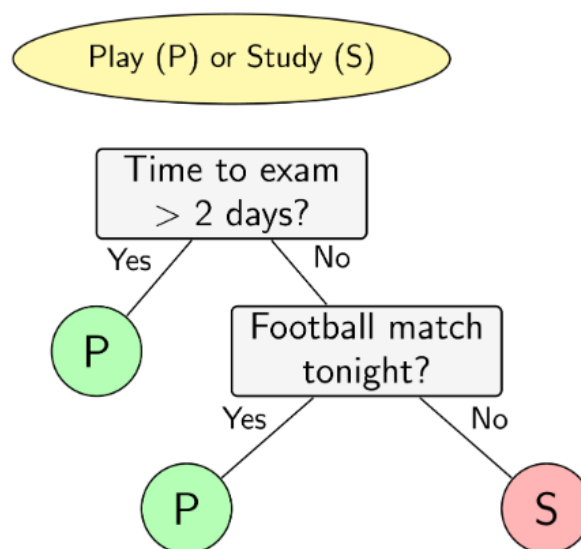 Play (P) or Study (S)
Time to exam
> 2 days?
Yes
No
P
Football match
tonight?
Yes
No
P
S